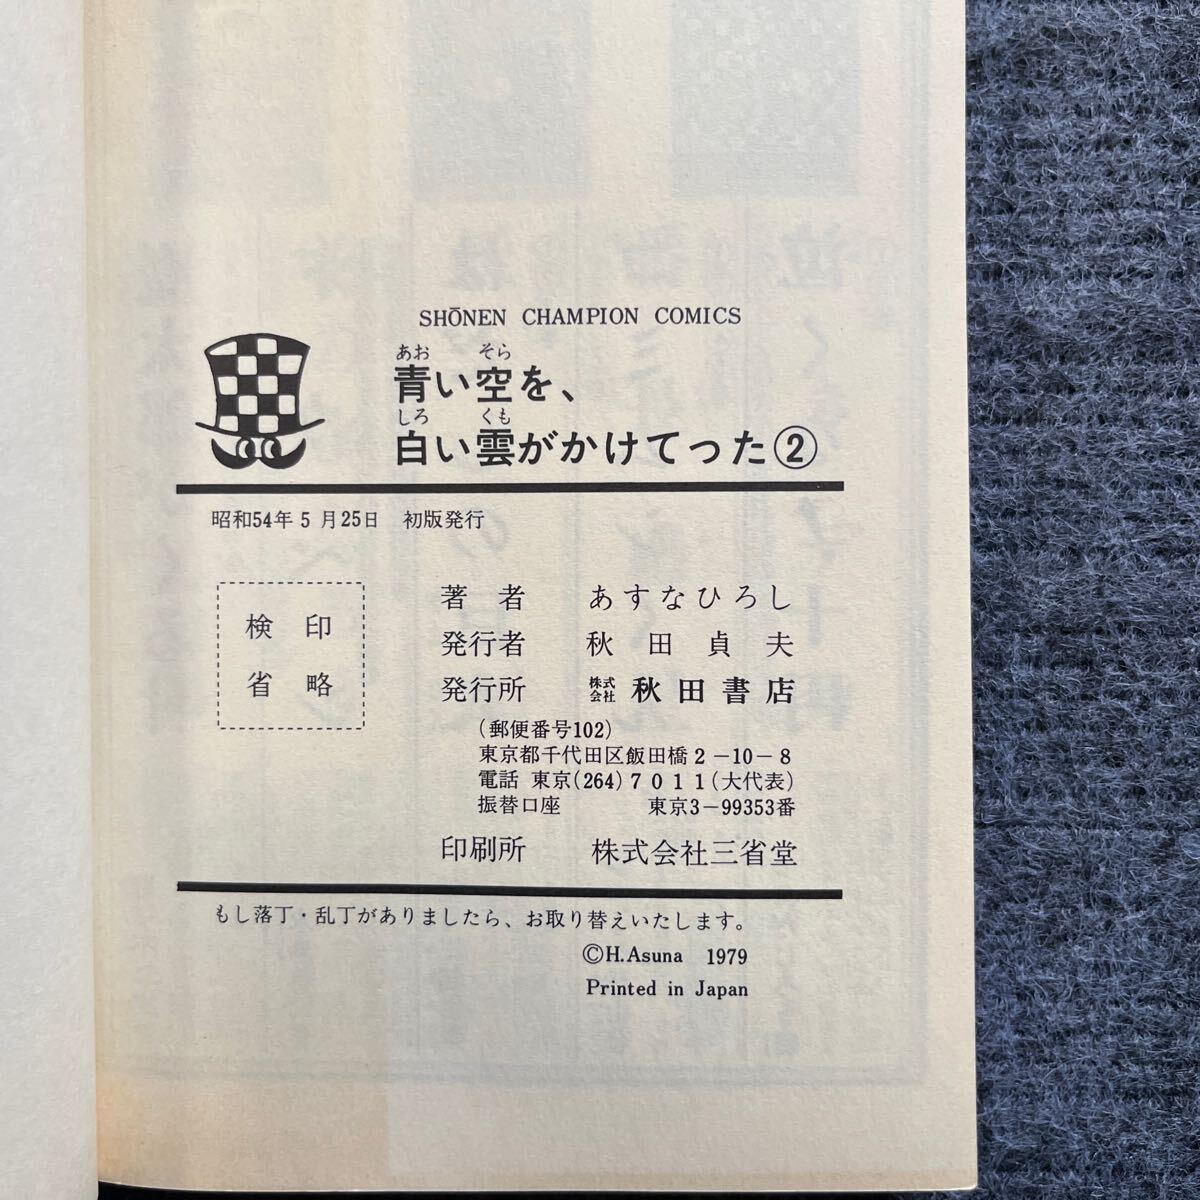 SHŌNEN CHAMPION COMICS
あお そら
青い空を、
しろ くも
白い雲がかけてった②
昭和54年5月25日 初版発行
検印
省略
著者 あすなひろし
発行者 秋田貞夫
発行所 株式会社 秋田書店
(郵便番号102)
東京都千代田区飯田橋2-10-8
電話 東京(264)7011(大代表)
振替口座 東京3-99353番
印刷所 株式会社三省堂
もし落丁・乱丁がありましたら、お取り替えいたします。
©H.Asuna 1979
Printed in Japan